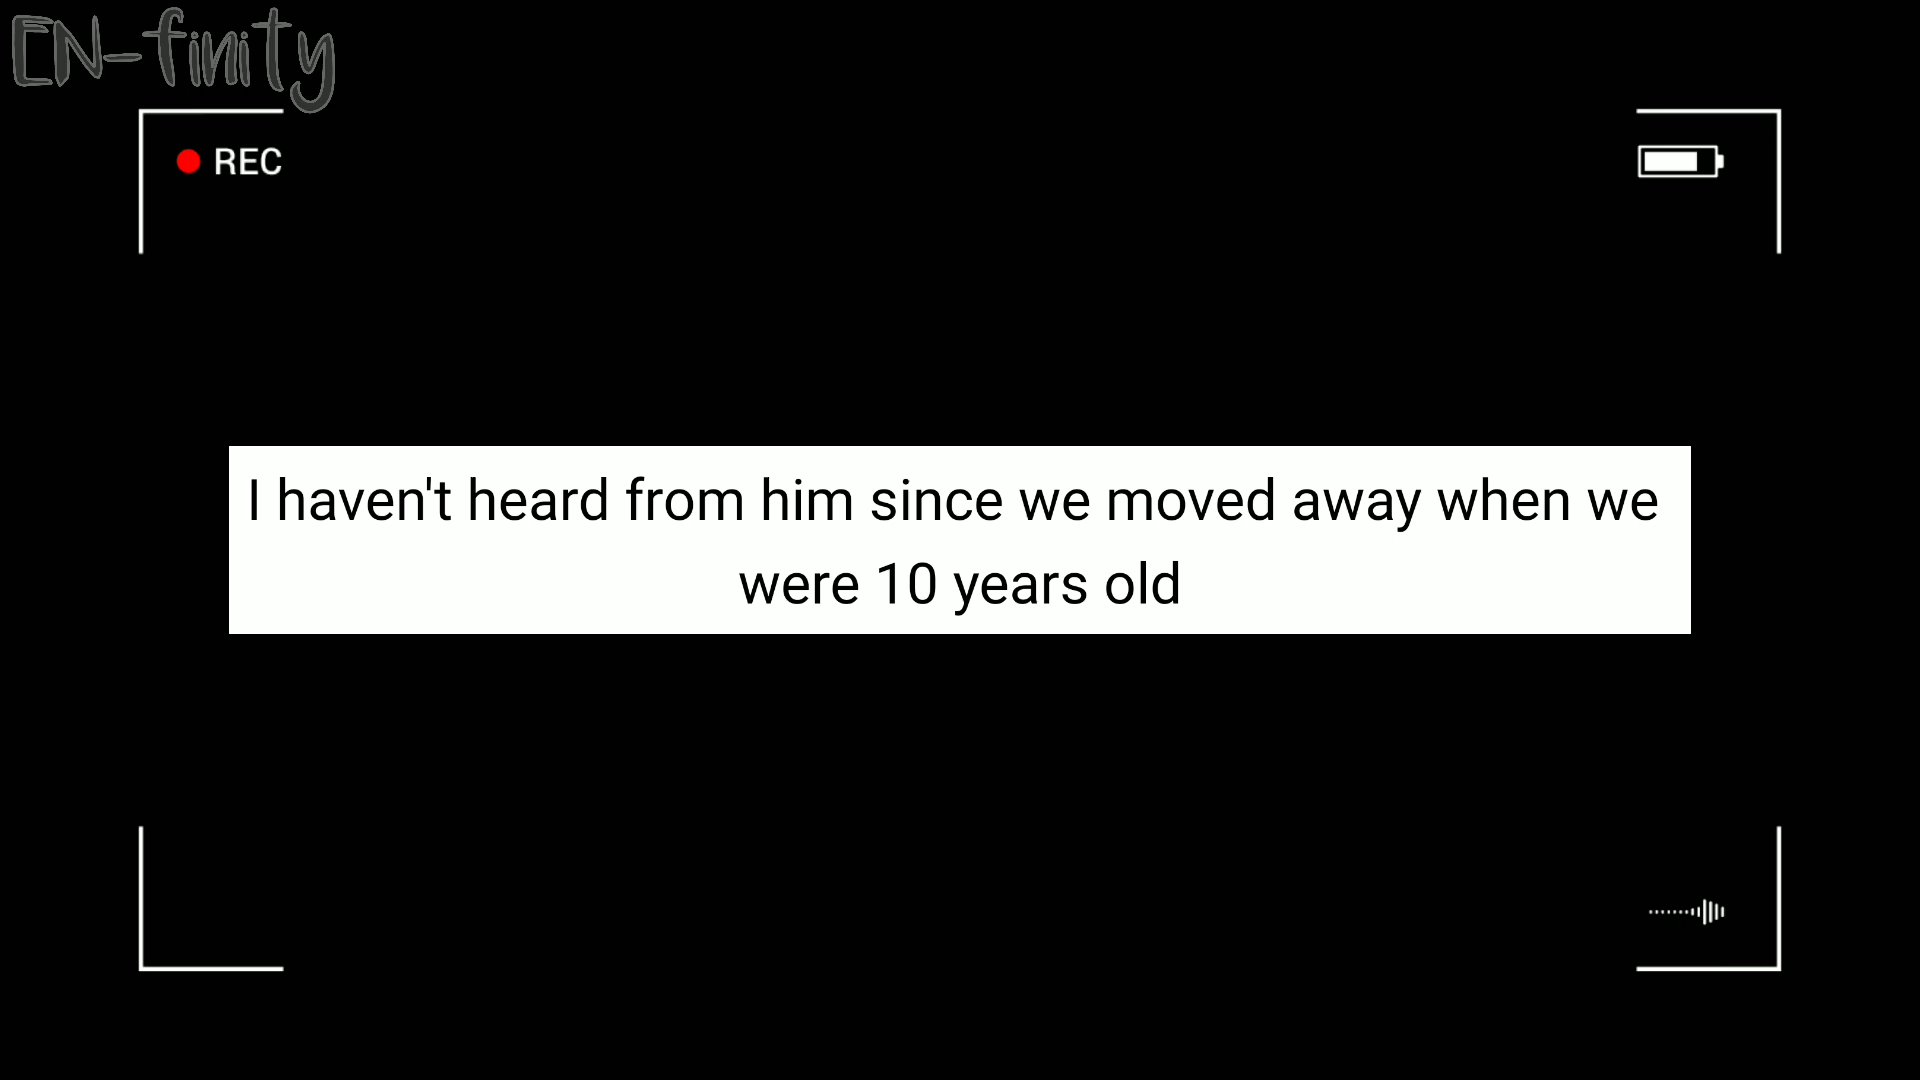 EN-finity
REC
I haven't heard from him since we moved away when we
were 10 years old